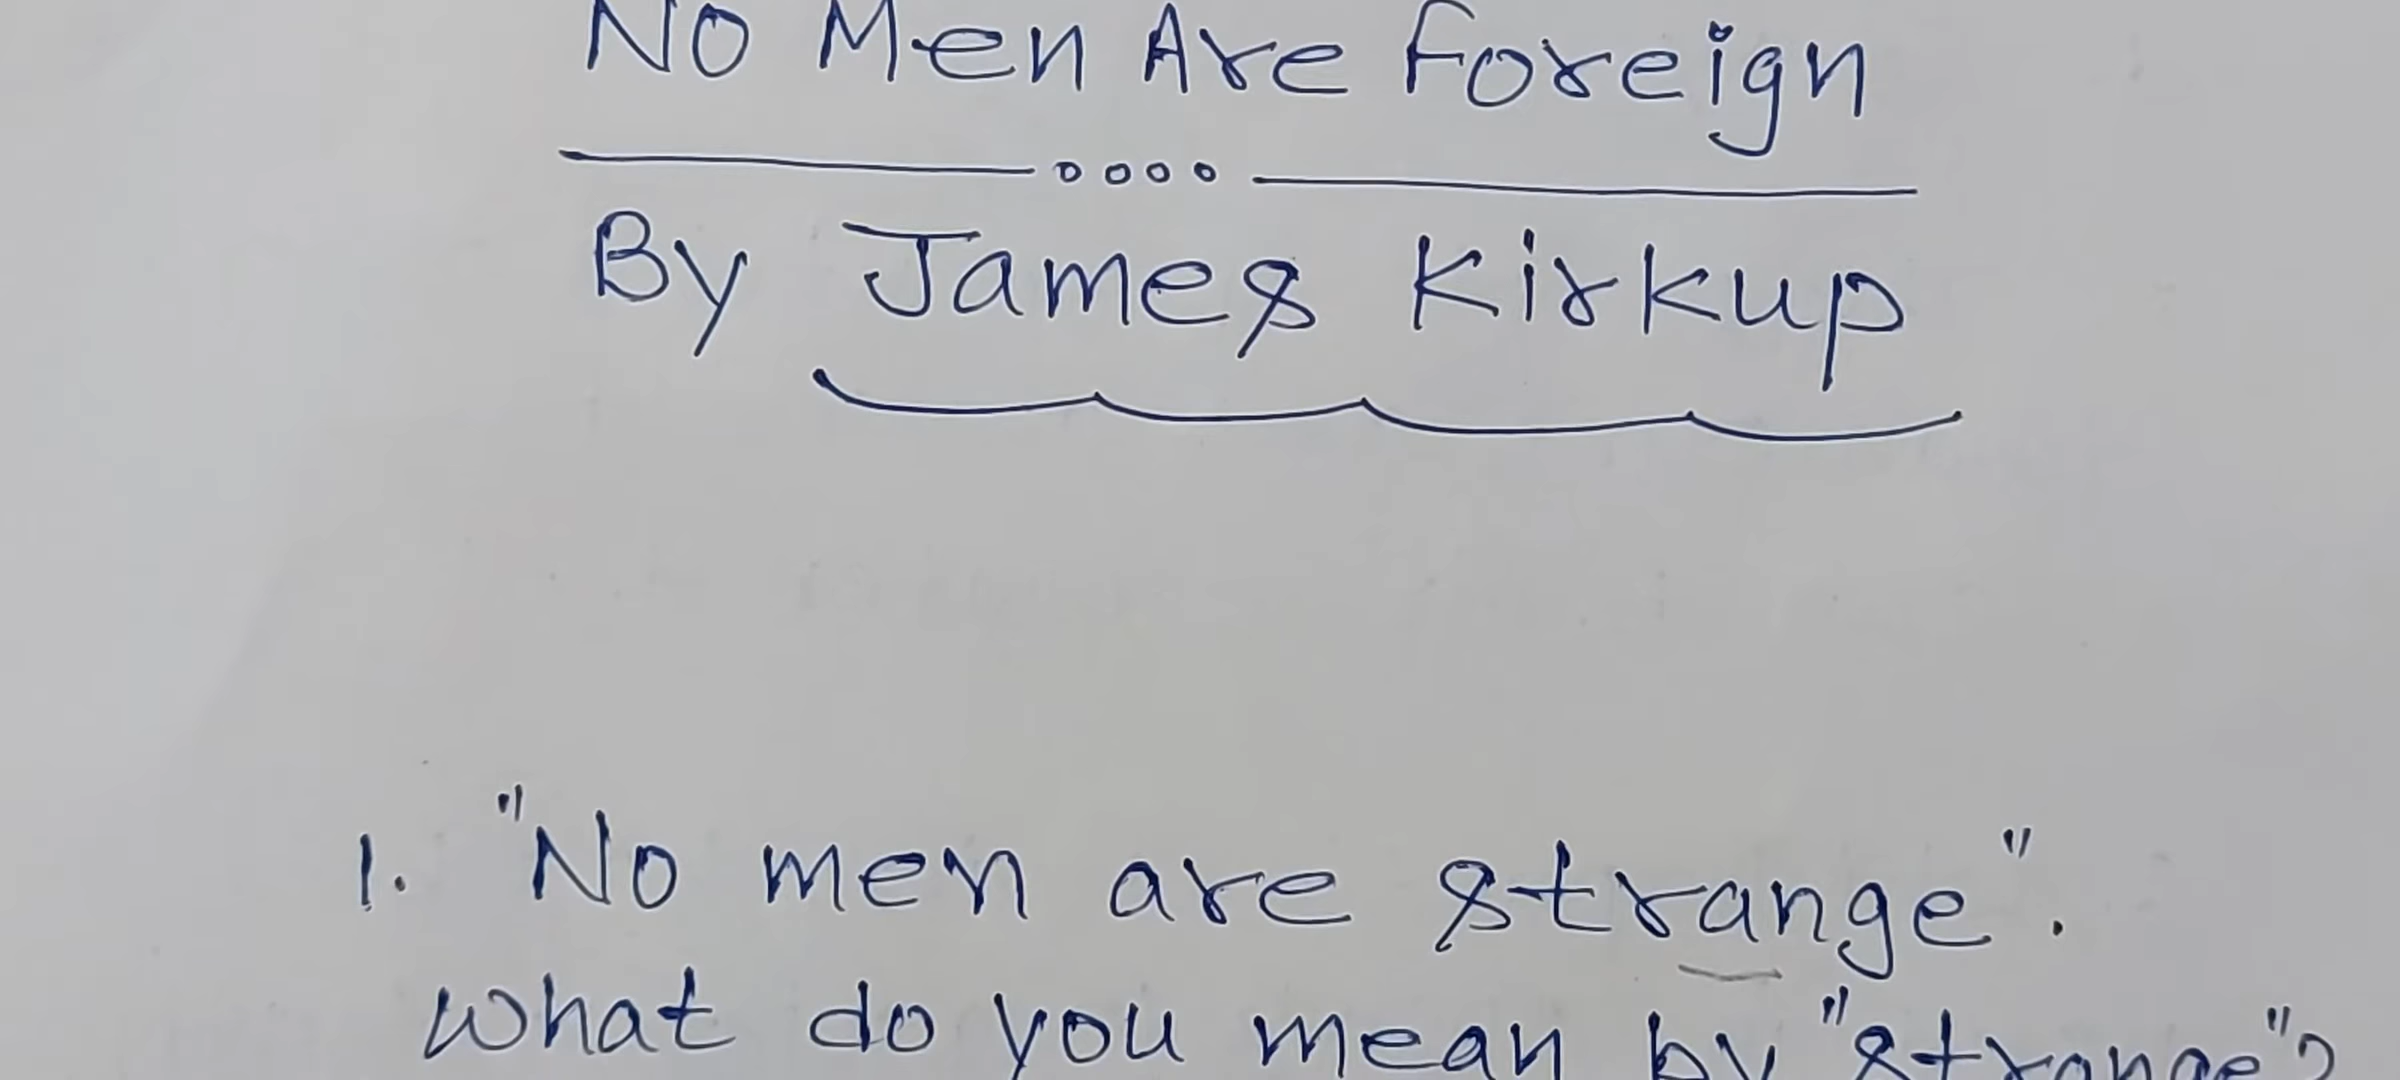 No Men Are Foreign
By James Kirkup
1. "No men are strange".
What do you mean by "strange"?